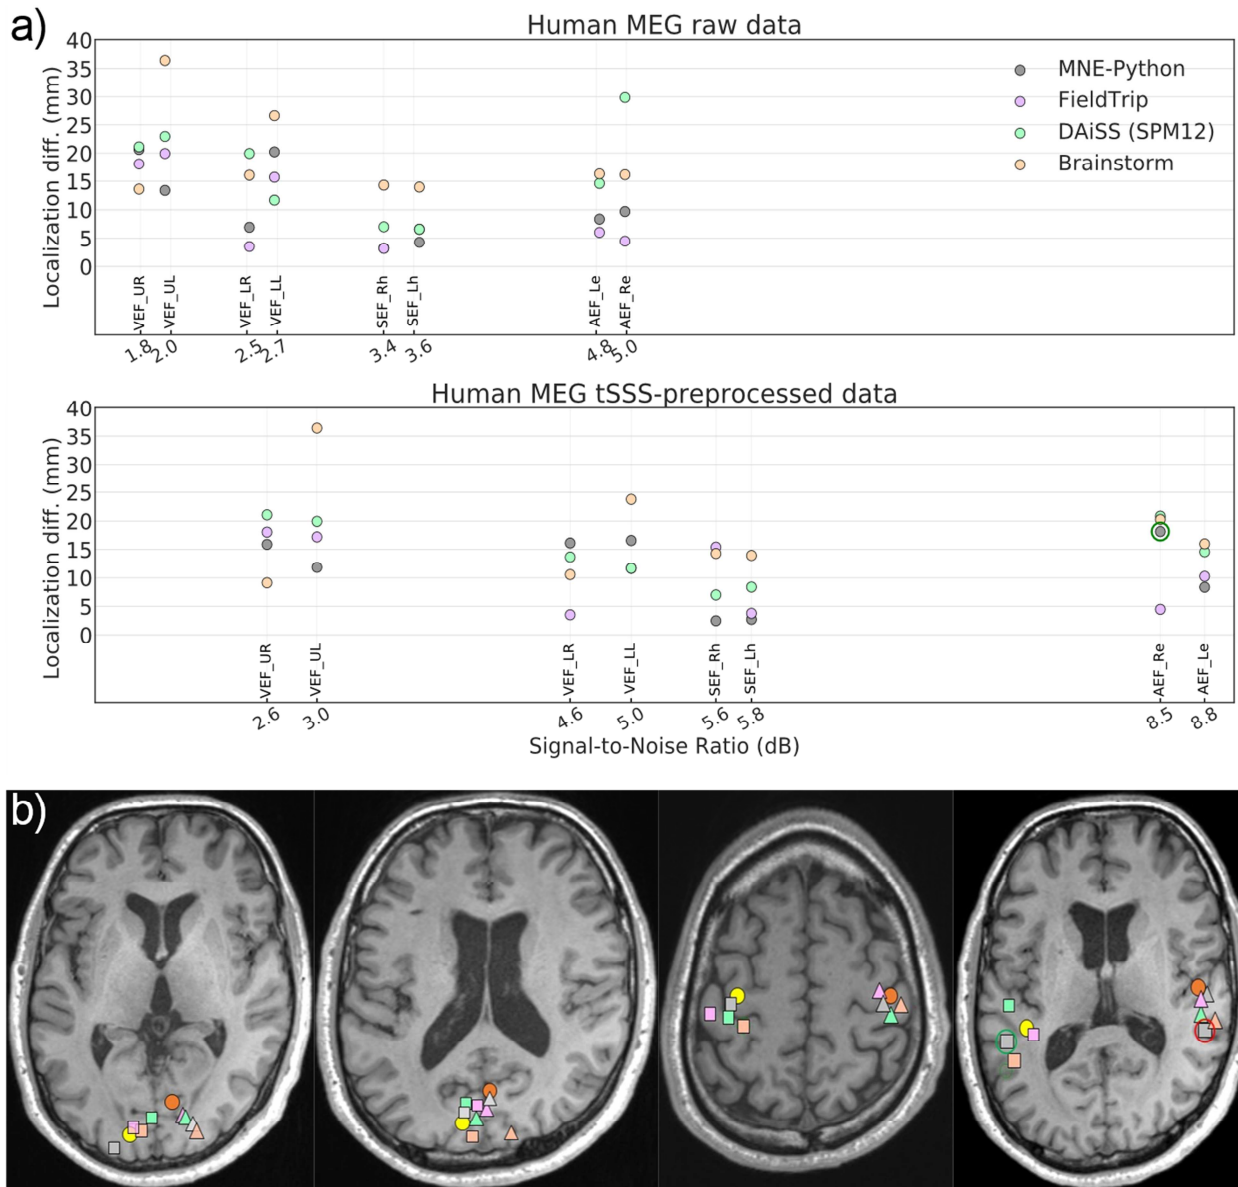 a)
Human MEG raw data
Localization diff. (mm)
40
35
30
25
20
15
10
5
0
MNE-Python
FieldTrip
DAiSS (SPM12)
Brainstorm
VEF_UR
VEF_UL
VEF_LR
VEF_LL
SEF_Rh
SEF_Lh
AEF_Le
AEF_Re
1.8
2.0
2.5
2.7
3.4
3.6
4.8
5.0
Human MEG tSSS-preprocessed data
Localization diff. (mm)
40
35
30
25
20
15
10
5
0
VEF_UR
VEF_UL
VEF_LR
VEF_LL
SEF_Rh
SEF_Lh
AEF_Re
AEF_Le
2.6
3.0
4.6
5.0
5.6
5.8
8.5
8.8
Signal-to-Noise Ratio (dB)
b)